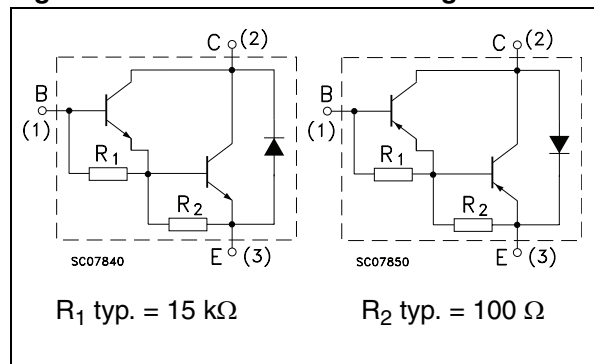 C (2)
B
(1)
R1
R2
SC07840
E (3)
C (2)
B
(1)
R1
R2
SC07850
E (3)
R1 typ. = 15 kΩ
R2 typ. = 100 Ω